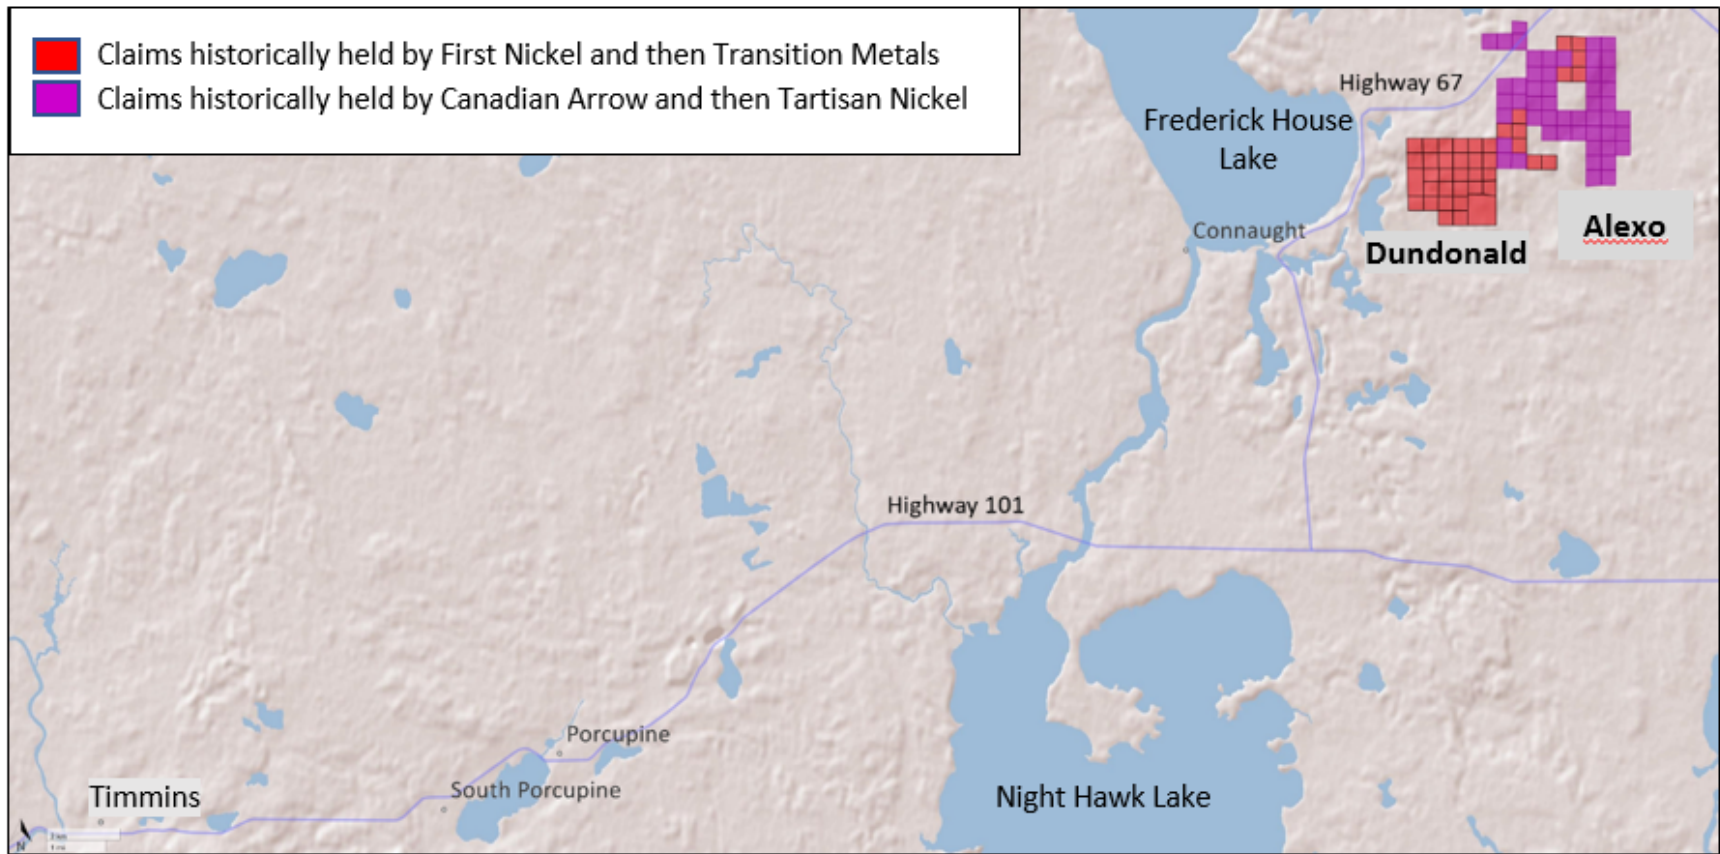 Claims historically held by First Nickel and then Transition Metals
Claims historically held by Canadian Arrow and then Tartisan Nickel
Highway 67
Frederick House
Lake
Alexo
Connaught
Dundonald
Highway 101
Porcupine
South Porcupine
Timmins
Night Hawk Lake
N